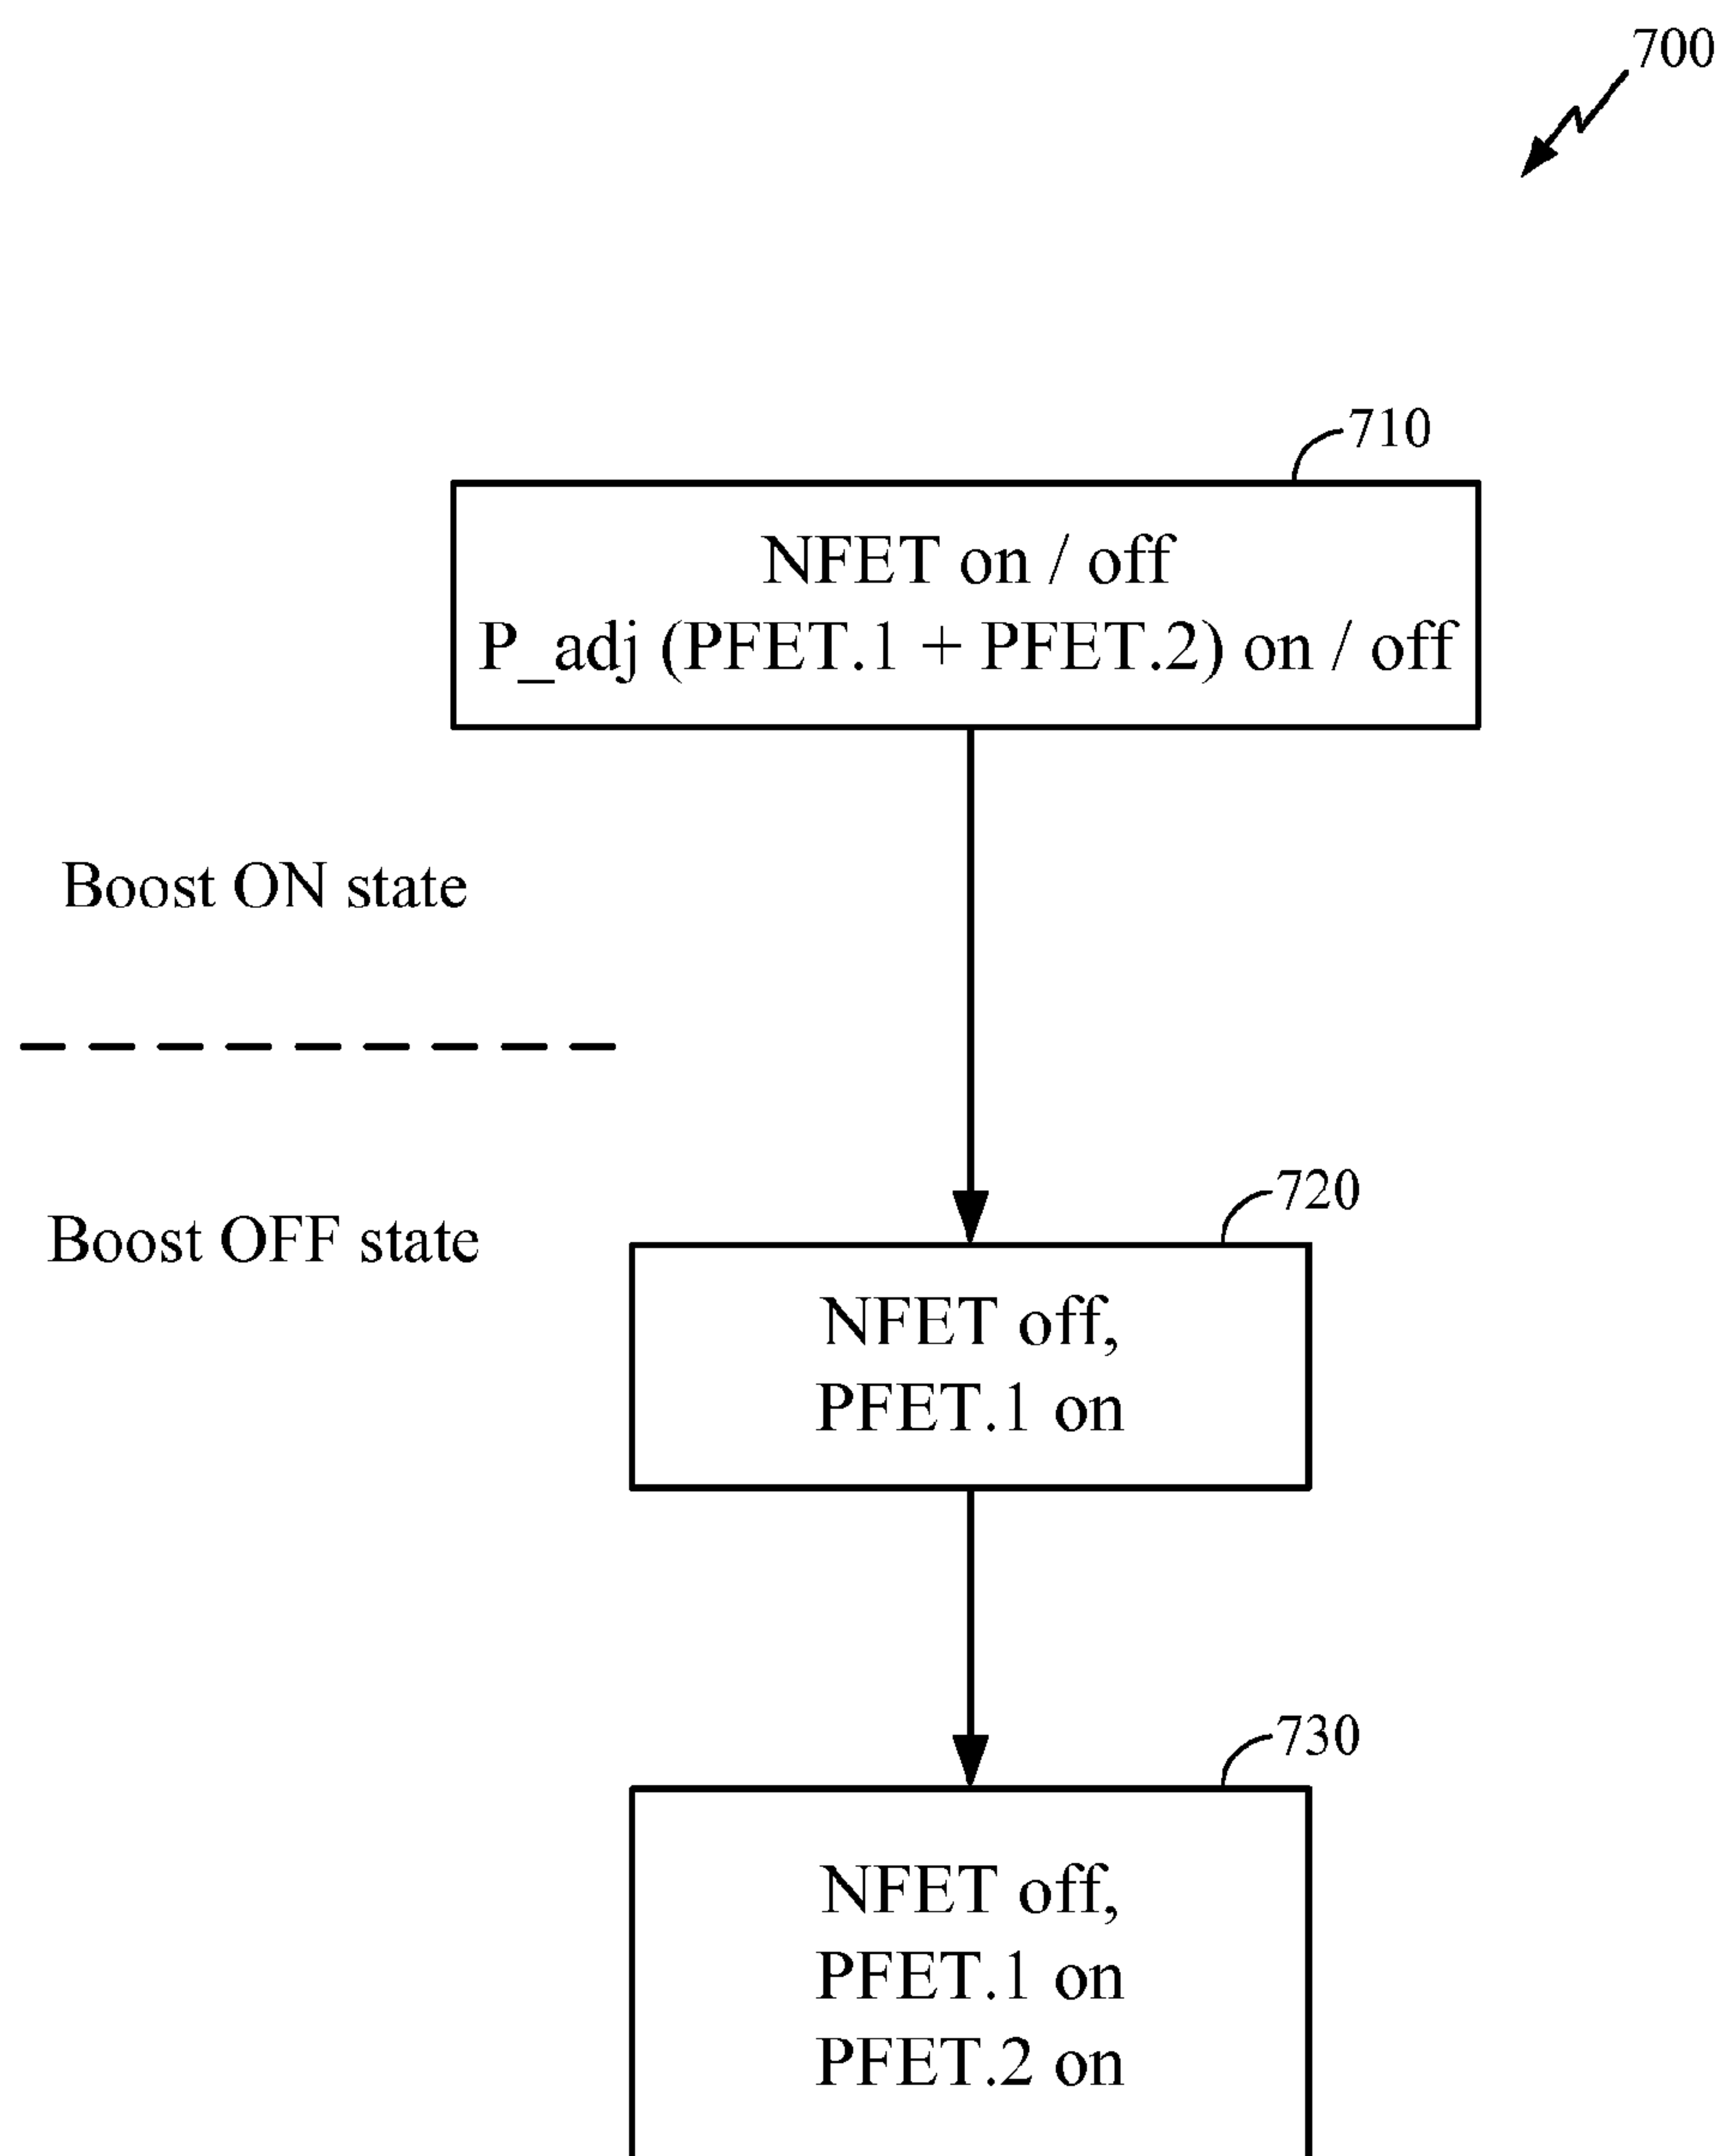 700
710
NFET on / off
P_adj (PFET.1 + PFET.2) on / off
Boost ON state
Boost OFF state
720
NFET off,
PFET.1 on
730
NFET off,
PFET.1 on
PFET.2 on